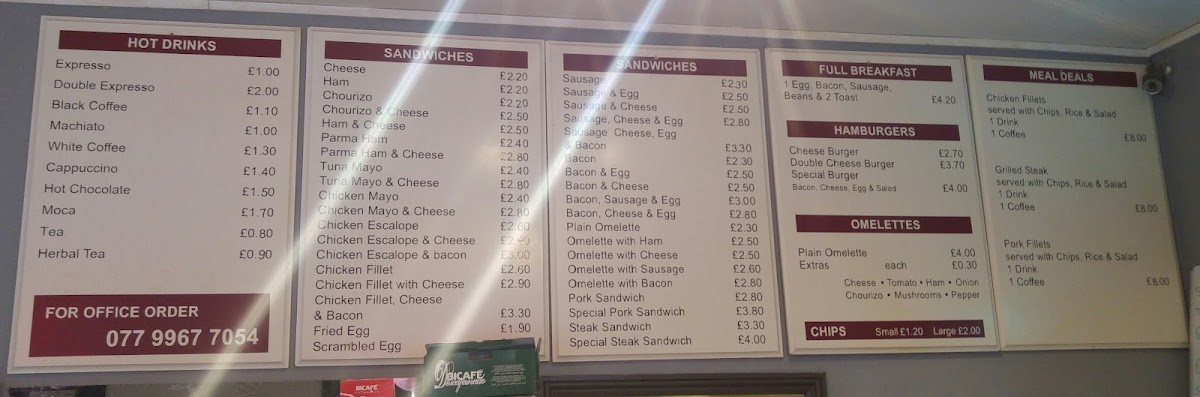 HOT DRINKS
Expresso £1.00
Double Expresso £2.00
Black Coffee £1.10
Machiato £1.00
White Coffee £1.30
Cappuccino £1.40
Hot Chocolate £1.50
Moca £1.70
Tea £0.80
Herbal Tea £0.90
FOR OFFICE ORDER
077 9967 7054
SANDWICHES
Cheese £2.20
Ham £2.20
Chourizo £2.20
Chourizo & Cheese £2.50
Ham & Cheese £2.50
Parma Ham £2.40
Parma Ham & Cheese £2.80
Tuna Mayo £2.40
Tuna Mayo & Cheese £2.80
Chicken Mayo £2.40
Chicken Mayo & Cheese £2.80
Chicken Escalope £2.60
Chicken Escalope & Cheese £2.90
Chicken Escalope & bacon £3.00
Chicken Fillet £2.60
Chicken Fillet with Cheese £2.90
Chicken Fillet, Cheese
& Bacon £3.30
Fried Egg £1.90
Scrambled Egg
SANDWICHES
Sausage £2.30
Sausage & Egg £2.50
Sausage & Cheese £2.50
Sausage, Cheese & Egg £2.80
Sausage Cheese, Egg
& Bacon £3.30
Bacon £2.30
Bacon & Egg £2.50
Bacon & Cheese £2.50
Bacon, Sausage & Egg £3.00
Bacon, Cheese & Egg £2.80
Plain Omelette £2.30
Omelette with Ham £2.50
Omelette with Cheese £2.50
Omelette with Sausage £2.60
Omelette with Bacon £2.80
Pork Sandwich £2.80
Special Pork Sandwich £3.80
Steak Sandwich £3.30
Special Steak Sandwich £4.00
FULL BREAKFAST
1 Egg, Bacon, Sausage,
Beans & 2 Toast £4.20
HAMBURGERS
Cheese Burger £2.70
Double Cheese Burger £3.70
Special Burger
Bacon, Cheese, Egg & Salad £4.00
OMELETTES
Plain Omelette £4.00
Extras each £0.30
Cheese • Tomato • Ham • Onion
Chourizo • Mushrooms • Pepper
CHIPS Small £1.20 Large £2.00
MEAL DEALS
Chicken Fillets
served with Chips, Rice & Salad
1 Drink
1 Coffee £8.00
Grilled Steak
served with Chips, Rice & Salad
1 Drink
1 Coffee £8.00
Pork Fillets
served with Chips, Rice & Salad
1 Drink
1 Coffee £8.00
BICAFÉ
BICAFÉ
Descafeinado